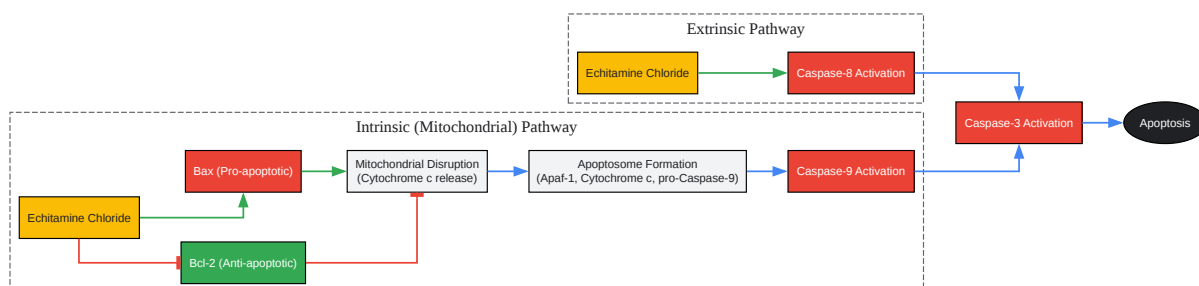 Extrinsic Pathway
Echitamine Chloride
Caspase-8 Activation
Intrinsic (Mitochondrial) Pathway
Caspase-3 Activation
Apoptosis
Bax (Pro-apoptotic)
Mitochondrial Disruption
(Cytochrome c release)
Apoptosome Formation
(Apaf-1, Cytochrome c, pro-Caspase-9)
Caspase-9 Activation
Echitamine Chloride
Bcl-2 (Anti-apoptotic)